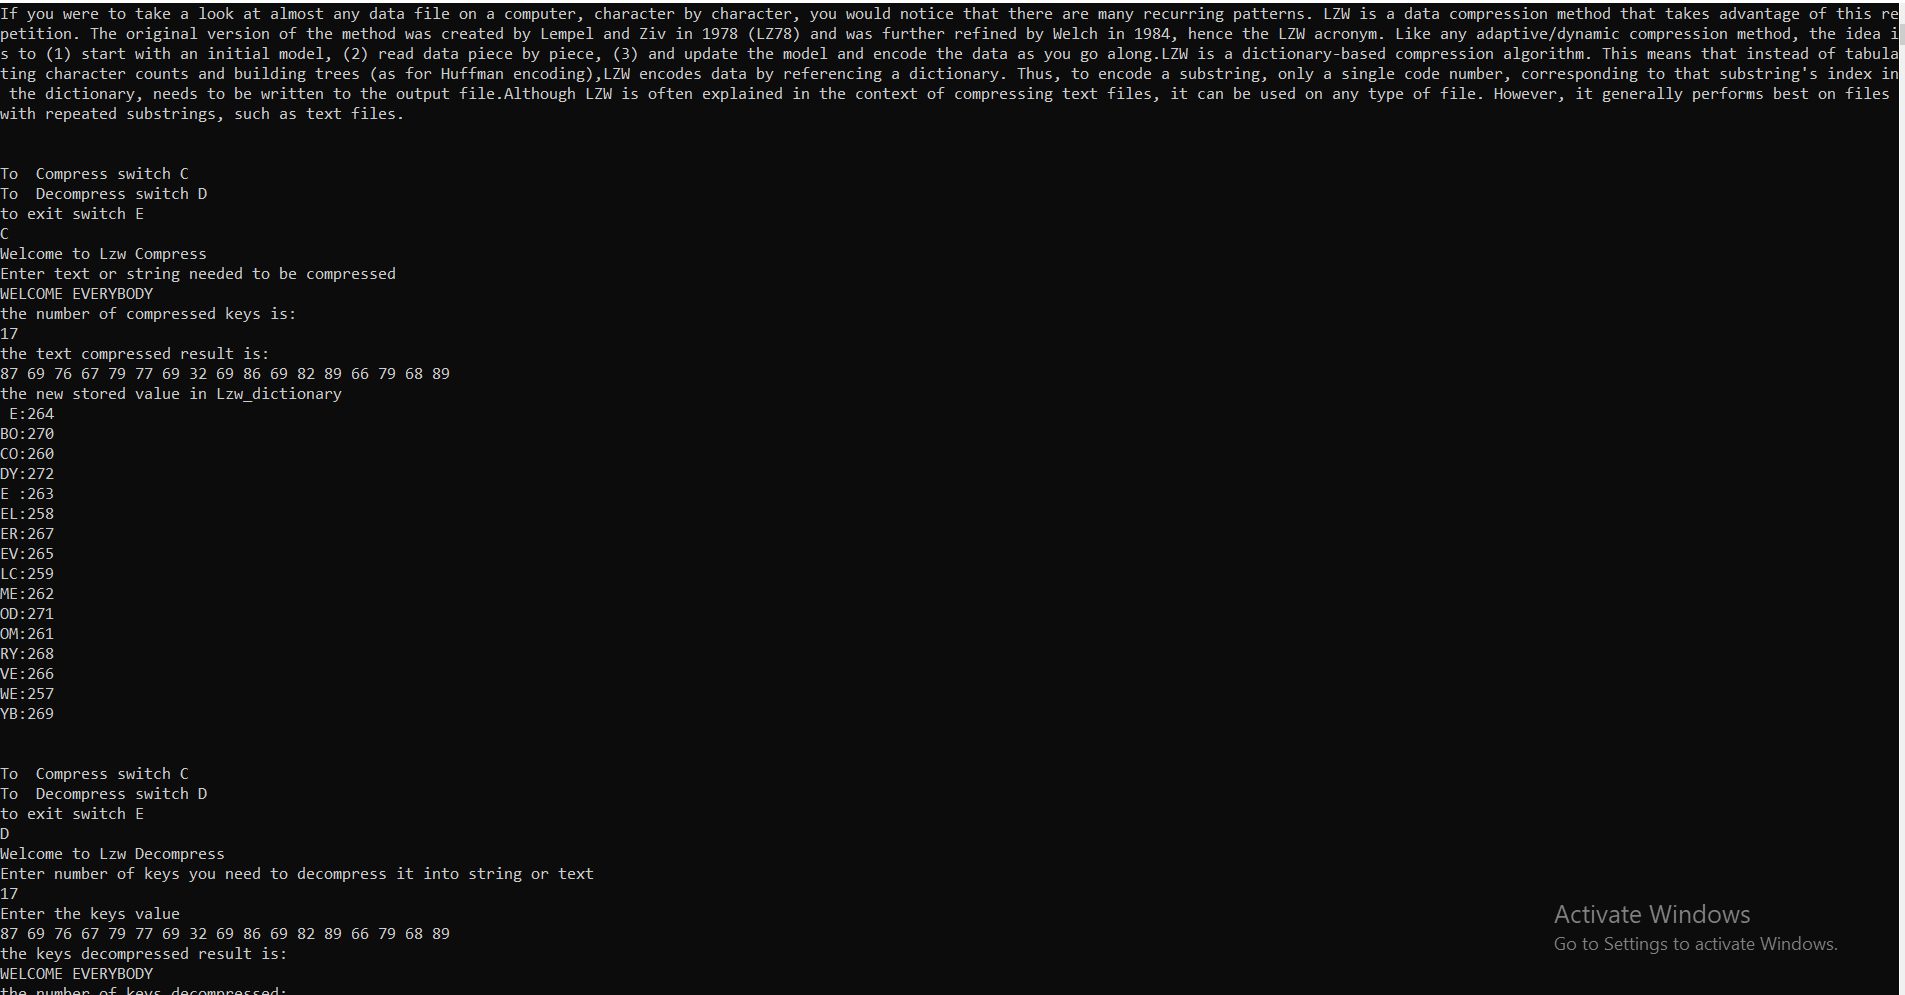 If you were to take a look at almost any data file on a computer, character by character, you would notice that there are many recurring patterns. LZW is a data compression method that takes advantage of this re
petition. The original version of the method was created by Lempel and Ziv in 1978 (LZ78) and was further refined by Welch in 1984, hence the LZW acronym. Like any adaptive/dynamic compression method, the idea i
s to (1) start with an initial model, (2) read data piece by piece, (3) and update the model and encode the data as you go along.LZW is a dictionary-based compression algorithm. This means that instead of tabula
ting character counts and building trees (as for Huffman encoding),LZW encodes data by referencing a dictionary. Thus, to encode a substring, only a single code number, corresponding to that substring's index in
 the dictionary, needs to be written to the output file.Although LZW is often explained in the context of compressing text files, it can be used on any type of file. However, it generally performs best on files
with repeated substrings, such as text files.
To  Compress switch C
To  Decompress switch D
to exit switch E
C
Welcome to Lzw Compress
Enter text or string needed to be compressed
WELCOME EVERYBODY
the number of compressed keys is:
17
the text compressed result is:
87 69 76 67 79 77 69 32 69 86 69 82 89 66 79 68 89
the new stored value in Lzw_dictionary
 E:264
BO:270
CO:260
DY:272
E :263
EL:258
ER:267
EV:265
LC:259
ME:262
OD:271
OM:261
RY:268
VE:266
WE:257
YB:269
To  Compress switch C
To  Decompress switch D
to exit switch E
D
Welcome to Lzw Decompress
Enter number of keys you need to decompress it into string or text
17
Enter the keys value
87 69 76 67 79 77 69 32 69 86 69 82 89 66 79 68 89
the keys decompressed result is:
WELCOME EVERYBODY
the number of keys decompressed:
Activate Windows
Go to Settings to activate Windows.